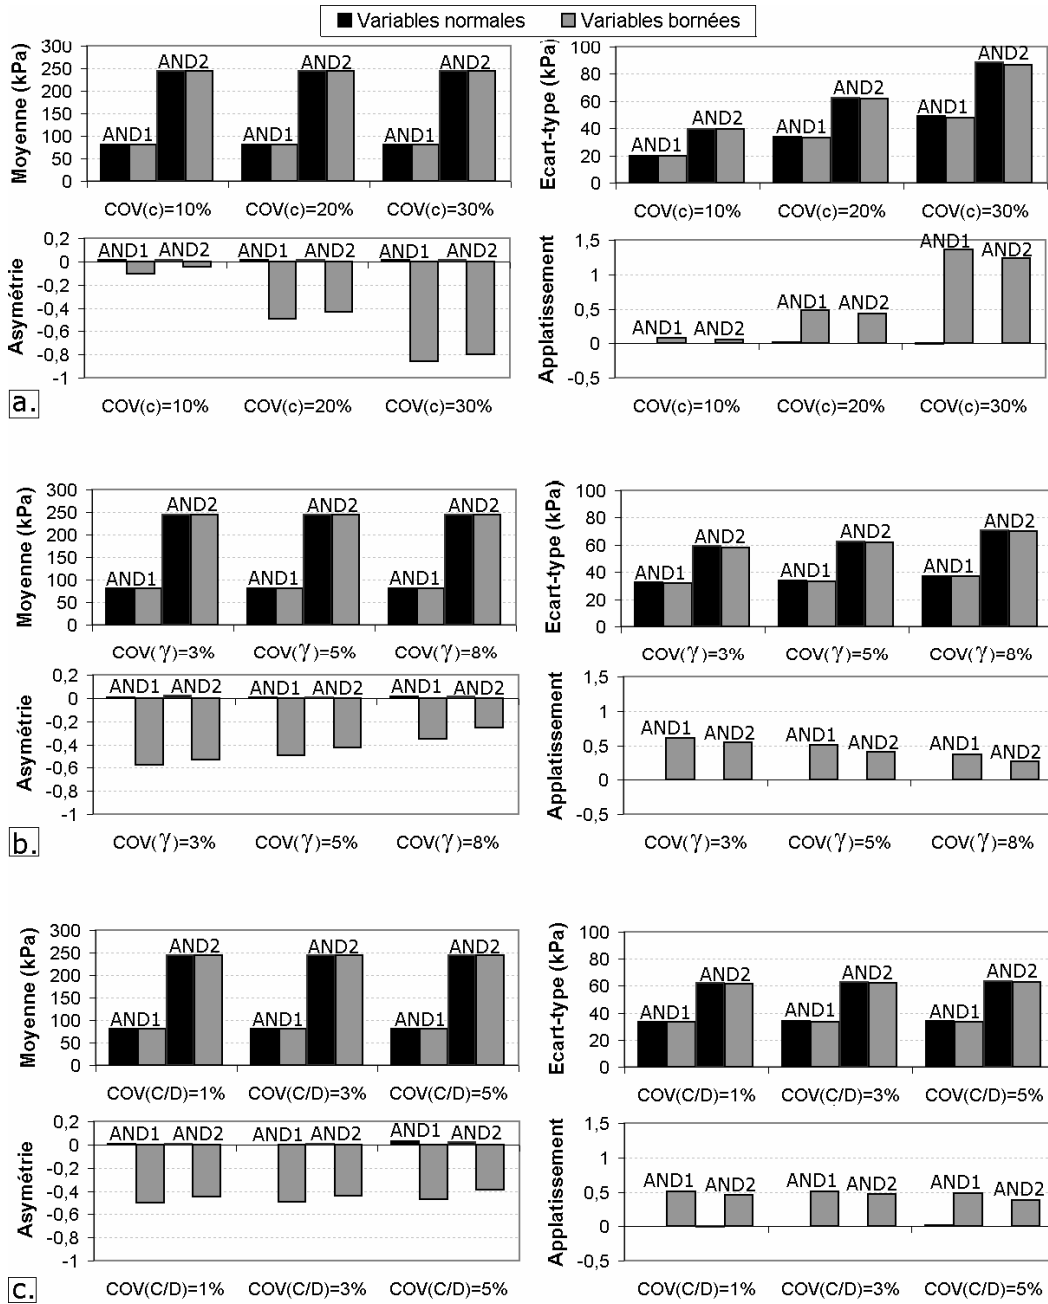 Variables normales Variables bornées
Moyenne (kPa)
300
250
200
150
100
50
0
AND1 AND2 AND1 AND2 AND1 AND2
COV(c)=10% COV(c)=20% COV(c)=30%
Ecart-type (kPa)
100
80
60
40
20
0
AND1 AND2 AND1 AND2 AND1 AND2
COV(c)=10% COV(c)=20% COV(c)=30%
Asymétrie
0,2
0
-0,2
-0,4
-0,6
-0,8
-1
AND1 AND2 AND1 AND2 AND1 AND2
COV(c)=10% COV(c)=20% COV(c)=30%
Applatissement
1,5
1
0,5
0
-0,5
AND1 AND2 AND1 AND2 AND1 AND2
COV(c)=10% COV(c)=20% COV(c)=30%
a.
Moyenne (kPa)
300
250
200
150
100
50
0
AND1 AND2 AND1 AND2 AND1 AND2
COV(γ)=3% COV(γ)=5% COV(γ)=8%
Ecart-type (kPa)
100
80
60
40
20
0
AND1 AND2 AND1 AND2 AND1 AND2
COV(γ)=3% COV(γ)=5% COV(γ)=8%
Asymétrie
0,2
0
-0,2
-0,4
-0,6
-0,8
-1
AND1 AND2 AND1 AND2 AND1 AND2
COV(γ)=3% COV(γ)=5% COV(γ)=8%
Applatissement
1,5
1
0,5
0
-0,5
AND1 AND2 AND1 AND2 AND1 AND2
COV(γ)=3% COV(γ)=5% COV(γ)=8%
b.
Moyenne (kPa)
300
250
200
150
100
50
0
AND1 AND2 AND1 AND2 AND1 AND2
COV(C/D)=1% COV(C/D)=3% COV(C/D)=5%
Ecart-type (kPa)
100
80
60
40
20
0
AND1 AND2 AND1 AND2 AND1 AND2
COV(C/D)=1% COV(C/D)=3% COV(C/D)=5%
Asymétrie
0,2
0
-0,2
-0,4
-0,6
-0,8
-1
AND1 AND2 AND1 AND2 AND1 AND2
COV(C/D)=1% COV(C/D)=3% COV(C/D)=5%
Applatissement
1,5
1
0,5
0
-0,5
AND1 AND2 AND1 AND2 AND1 AND2
COV(C/D)=1% COV(C/D)=3% COV(C/D)=5%
c.